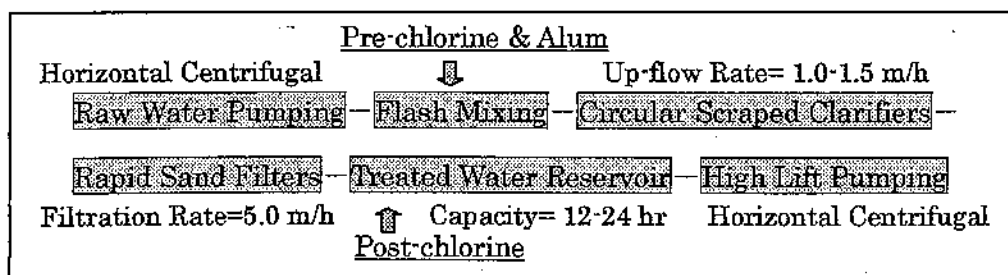 Pre-chlorine & Alum
Horizontal Centrifugal Up-flow Rate= 1.0-1.5 m/h
Raw Water Pumping Flash Mixing Circular Scraped Clarifiers
Rapid Sand Filters Treated Water Reservoir High Lift Pumping
Filtration Rate=5.0 m/h Capacity= 12-24 hr Horizontal Centrifugal
Post-chlorine